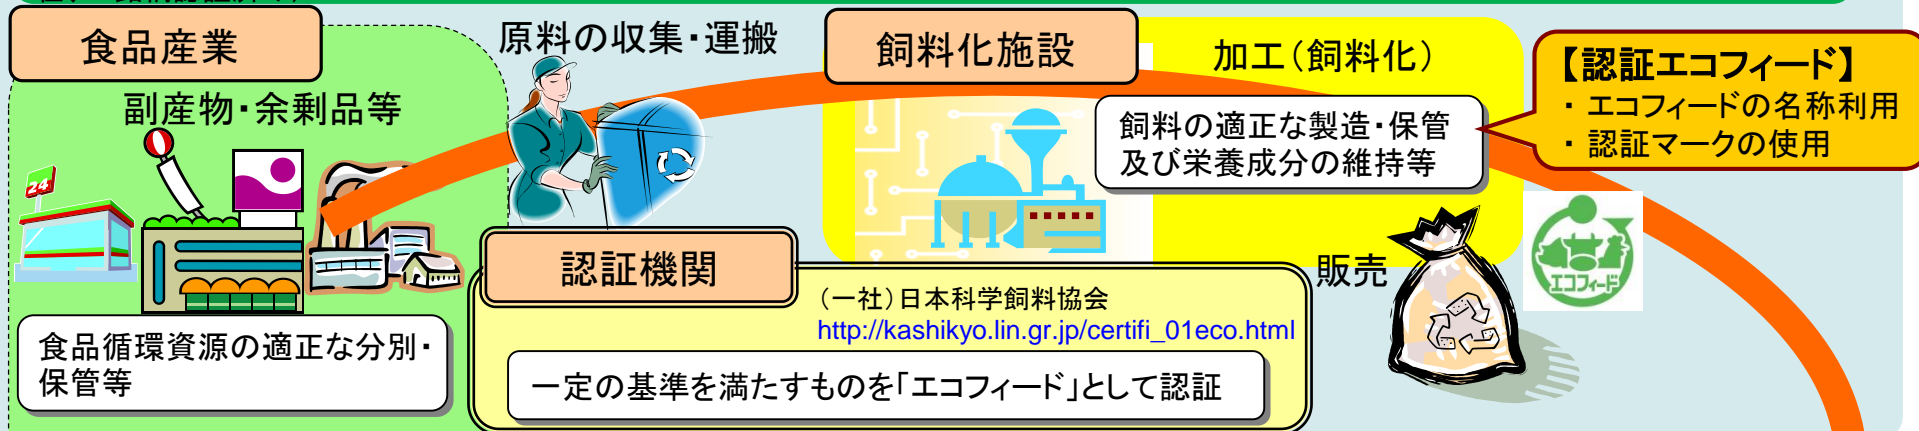 食品産業
原料の収集・運搬
飼料化施設
加工（飼料化）
【認証エコフィード】
・ エコフィードの名称利用
・ 認証マークの使用
副産物・余剰品等
飼料の適正な製造・保管
及び栄養成分の維持等
24
エコフィード
認証機関
販売
（一社）日本科学飼料協会
http://kashikyo.lin.gr.jp/certifi_01eco.html
食品循環資源の適正な分別・
保管等
一定の基準を満たすものを「エコフィード」として認証